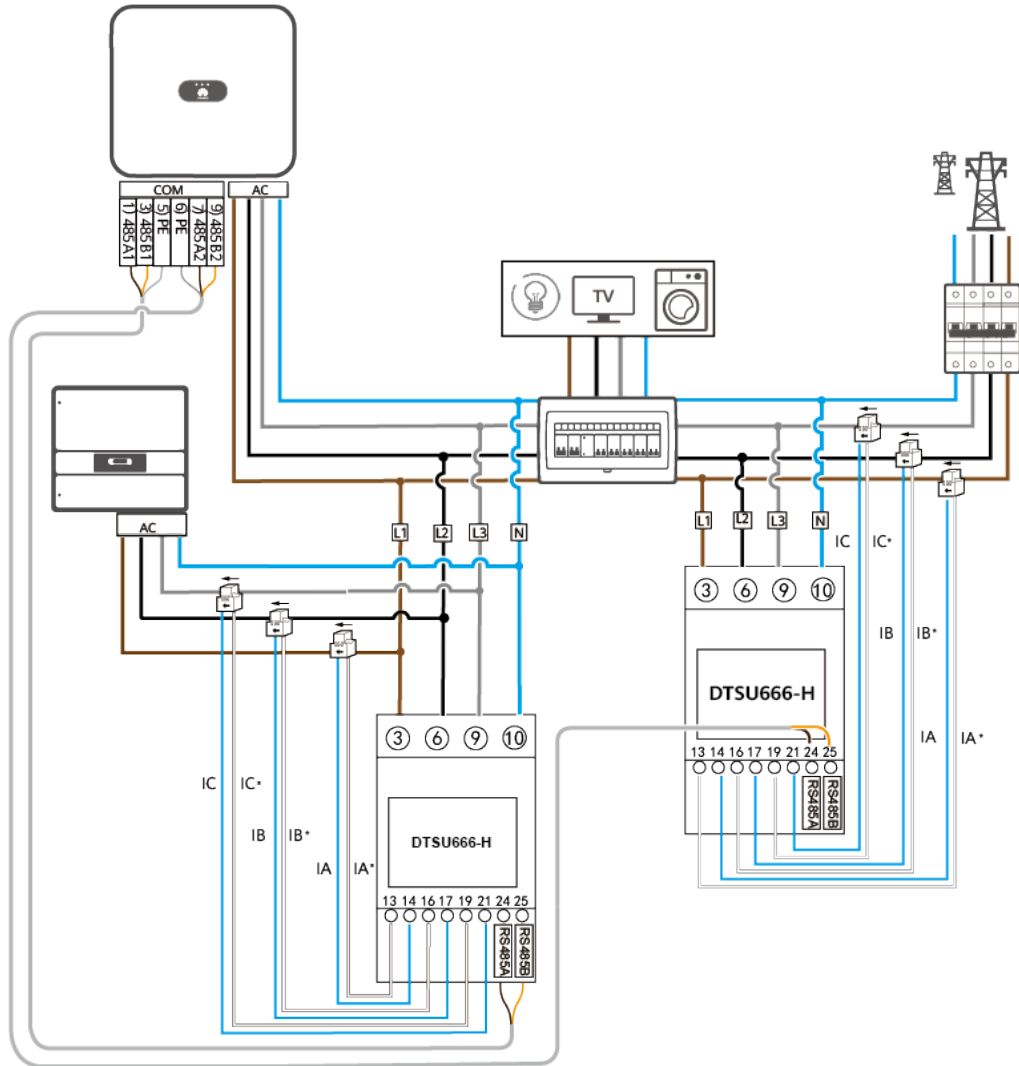 COM
AC
1) 485A1
3) 485B1
5) PE
6) PE
7) 485A2
9) 485B2
TV
AC
L1
L2
L3
N
L1
L2
L3
N
IC
IC*
3
6
9
10
IB
IB*
DTSU666-H
IA
IA*
13 14 16 17 19 21 24 25
RS485A
RS485B
3
6
9
10
IC
IC*
IB
IB*
IA
IA*
DTSU666-H
13 14 16 17 19 21 24 25
RS485A
RS485B